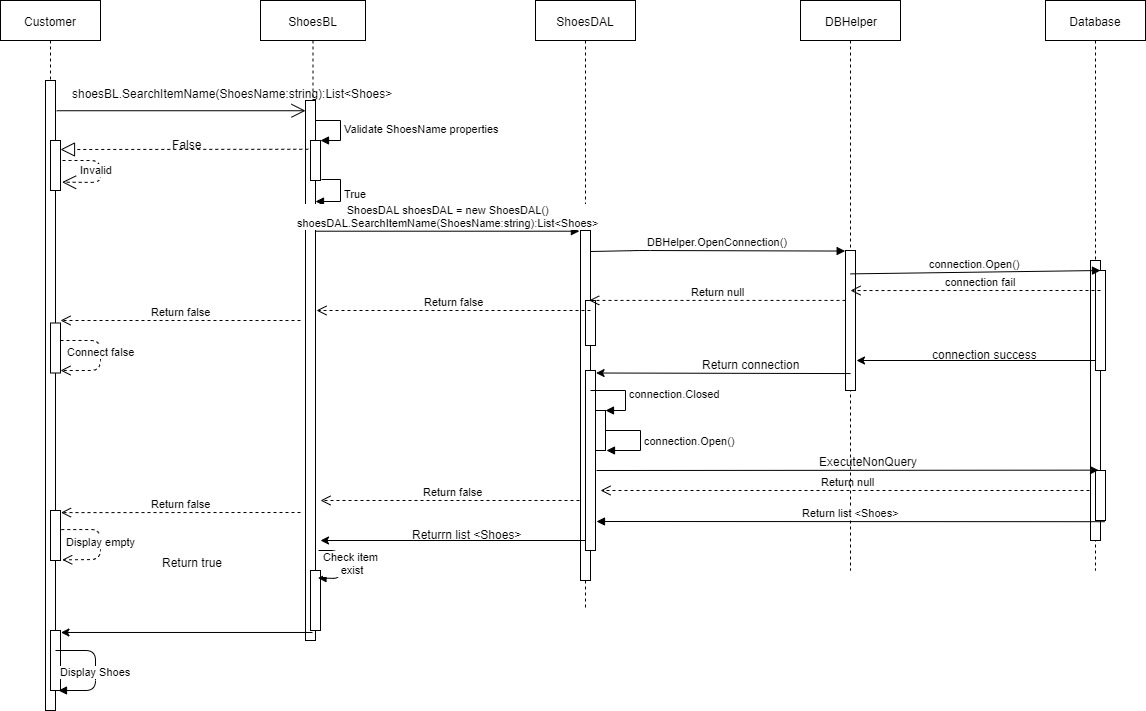 Customer
ShoesBL
ShoesDAL
DBHelper
Database
shoesBL.SearchItemName(ShoesName:string):List<Shoes>
Validate ShoesName properties
False
Invalid
True
ShoesDAL shoesDAL = new ShoesDAL()
shoesDAL.SearchItemName(ShoesName:string):List<Shoes>
DBHelper.OpenConnection()
connection.Open()
connection fail
Return null
Return false
Return false
Connect false
connection success
Return connection
connection.Closed
connection.Open()
ExecuteNonQuery
Return null
Return false
Return false
Return list <Shoes>
Returrn list <Shoes>
Display empty
Check item
exist
Return true
Display Shoes